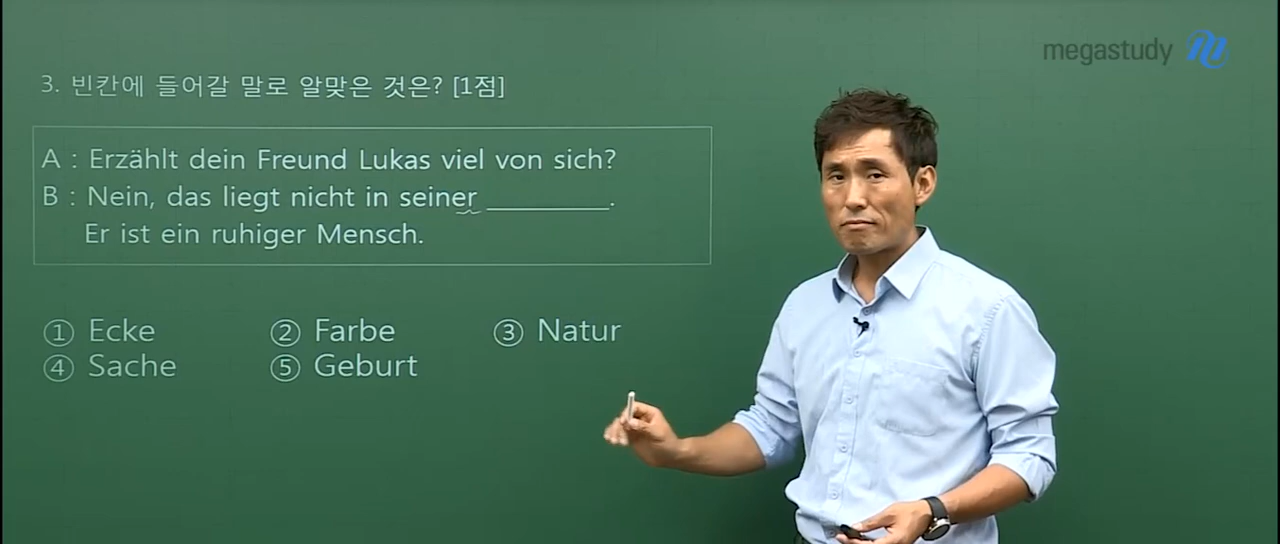 megastudy
3. 빈칸에 들어갈 말로 알맞은 것은? [1점]
A : Erzählt dein Freund Lukas viel von sich?
B : Nein, das liegt nicht in seiner __________.
Er ist ein ruhiger Mensch.
① Ecke ② Farbe ③ Natur
④ Sache ⑤ Geburt